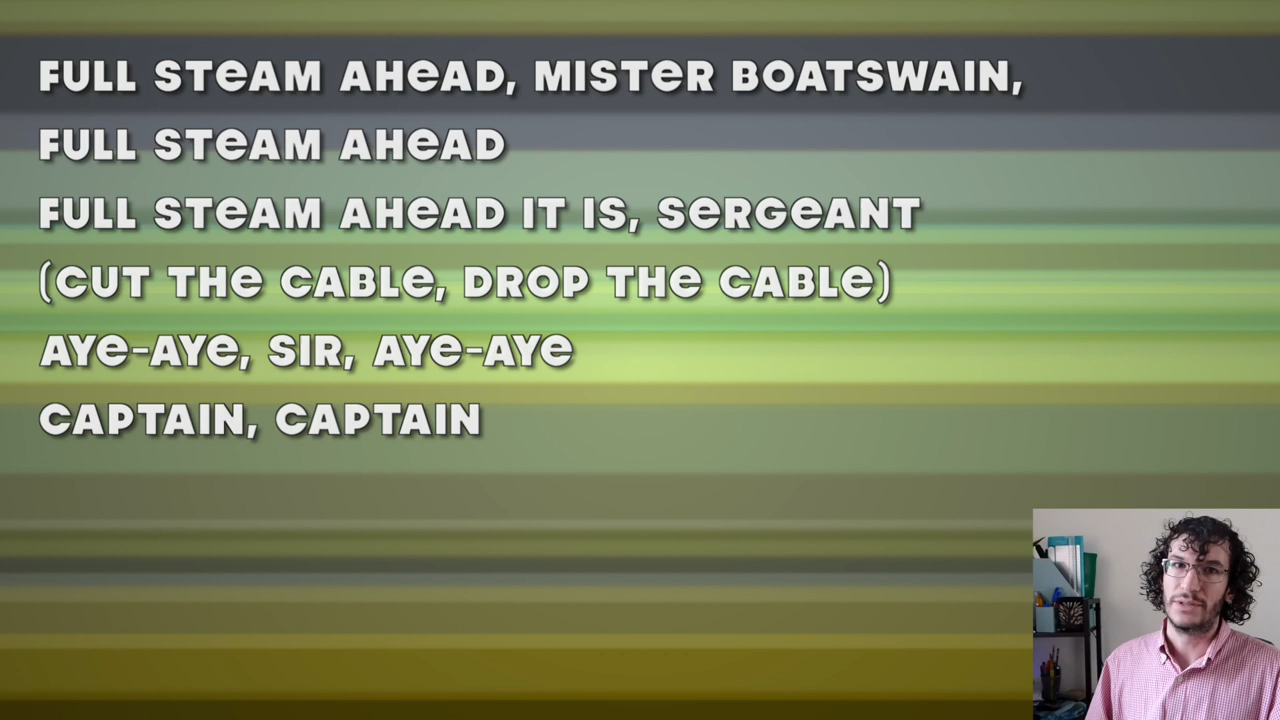 FULL STEAM AHEAD, MISTER BOATSWAIN,
FULL STEAM AHEAD
FULL STEAM AHEAD IT IS, SERGEANT
(CUT THE CABLE, DROP THE CABLE)
AYE-AYE, SIR, AYE-AYE
CAPTAIN, CAPTAIN